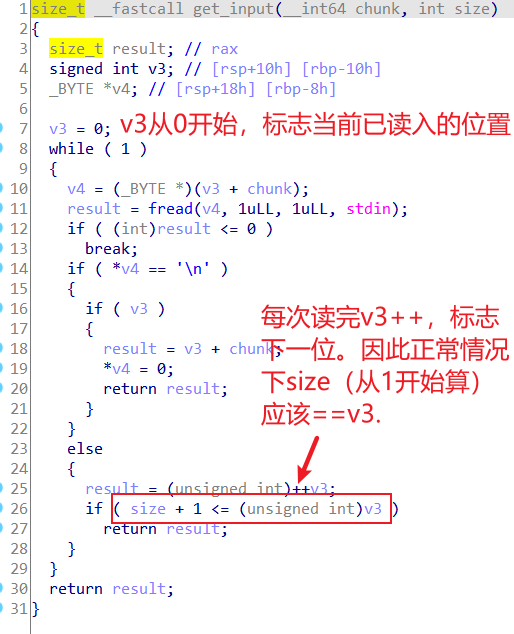 1 size_t __fastcall get_input(__int64 chunk, int size)
2 {
3 size_t result; // rax
4 signed int v3; // [rsp+10h] [rbp-10h]
5 _BYTE *v4; // [rsp+18h] [rbp-8h]
6
7 v3 = 0; v3从0开始，标志当前已读入的位置
8 while ( 1 )
9 {
10 v4 = (_BYTE *)(v3 + chunk);
11 result = fread(v4, 1uLL, 1uLL, stdin);
12 if ( (int)result <= 0 )
13 break;
14 if ( *v4 == '\n' )
15 {
16 if ( v3 )
17 {
18 result = v3 + chunk;
19 *v4 = 0;
20 return result;
21 }
22 }
23 else
24 {
25 result = (unsigned int)++v3;
26 if ( size + 1 <= (unsigned int)v3 )
27 return result;
28 }
29 }
30 return result;
31 }
每次读完v3++，标志
下一位。因此正常情况
下size（从1开始算）
应该==v3.